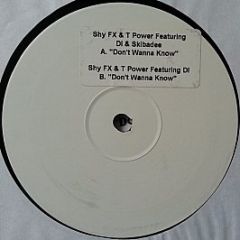 Shy FX & T Power Featuring
Di & Skibadee
A. "Don't Wanna Know"
Shy FX & T Power Featuring Di
B. "Don't Wanna Know"